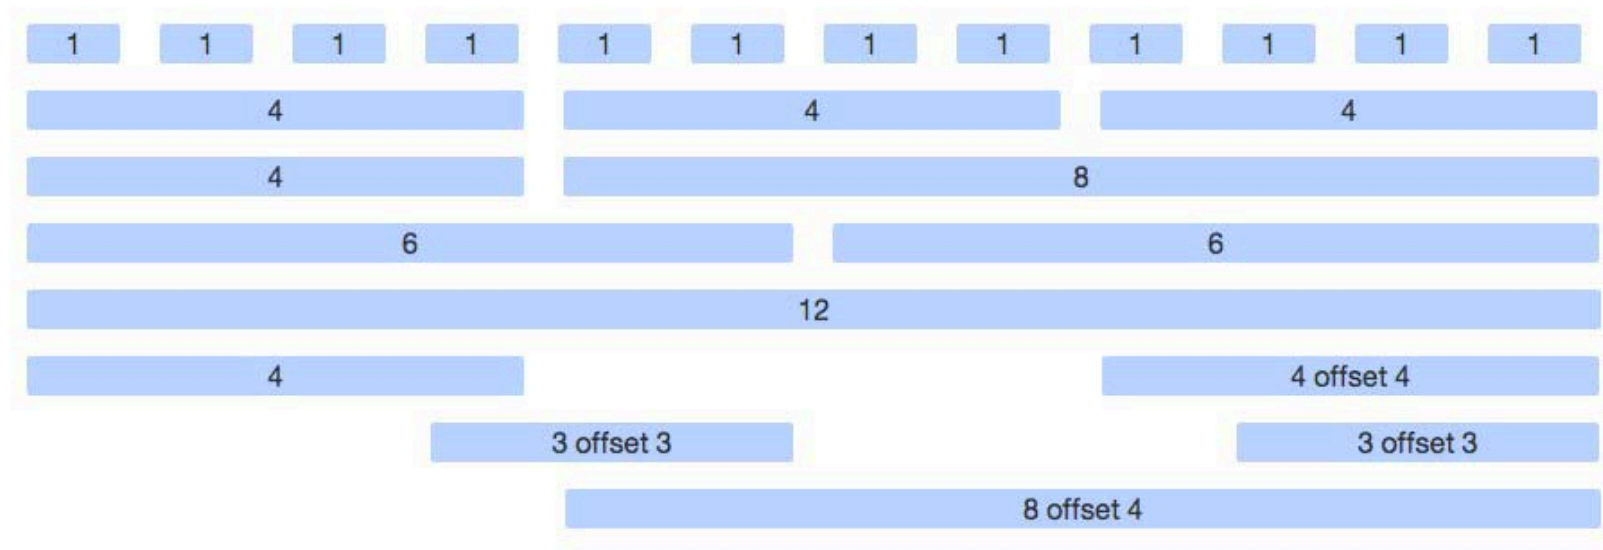 1 1 1 1 1 1 1 1 1 1 1 1
4 4 4
4 8
6 6
12
4 4 offset 4
3 offset 3 3 offset 3
8 offset 4